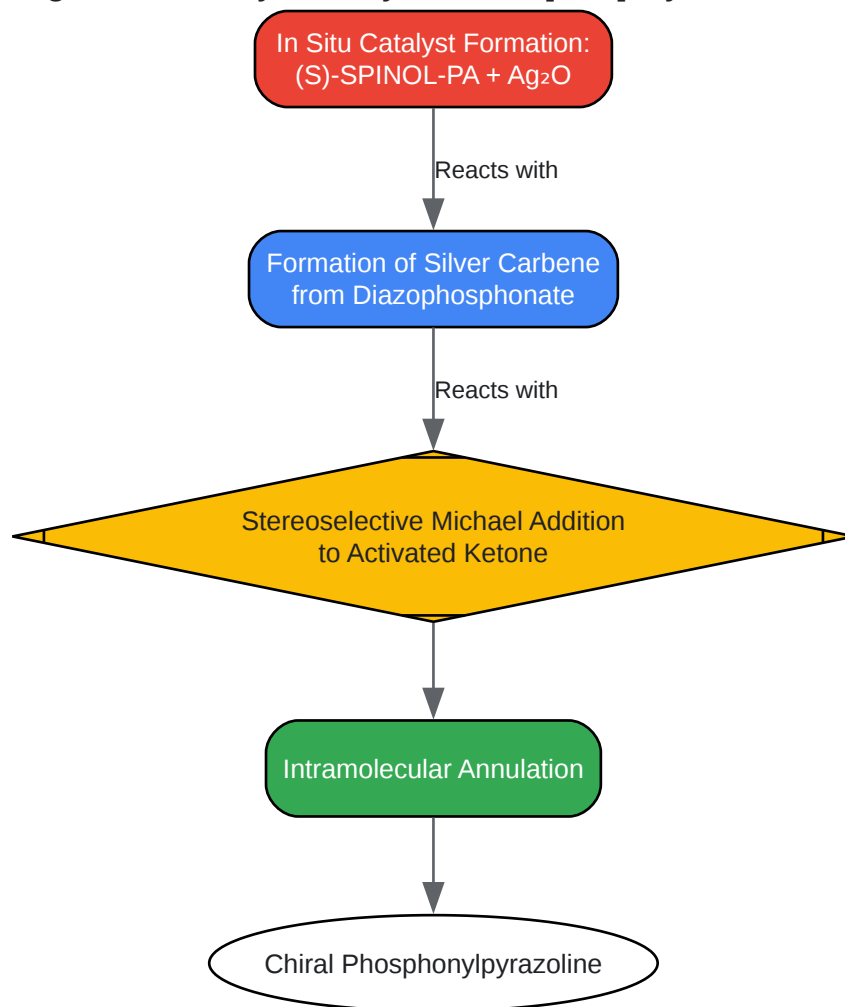 In Situ Catalyst Formation:
(S)-SPINOL-PA + Ag₂O
Reacts with
Formation of Silver Carbene
from Diazophosphonate
Reacts with
Stereoselective Michael Addition
to Activated Ketone
Intramolecular Annulation
Chiral Phosphonylpyrazoline